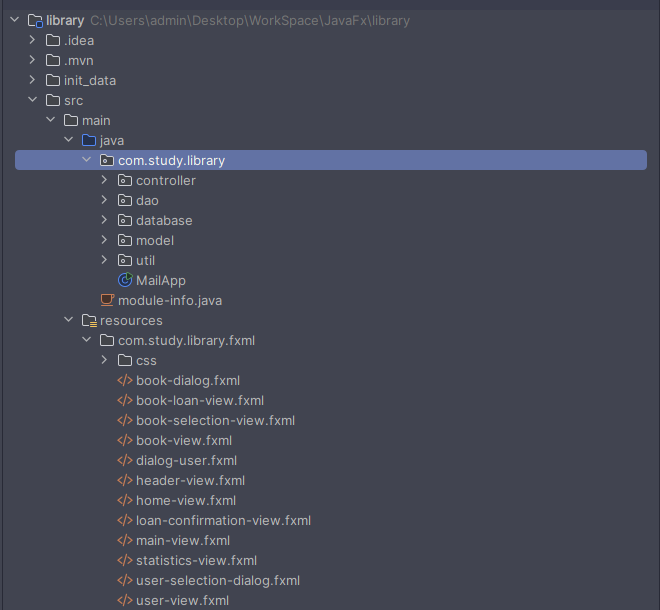 library C:\Users\admin\Desktop\WorkSpace\JavaFx\library
.idea
.mvn
init_data
src
main
java
com.study.library
controller
dao
database
model
util
MailApp
module-info.java
resources
com.study.library.fxml
css
book-dialog.fxml
book-loan-view.fxml
book-selection-view.fxml
book-view.fxml
dialog-user.fxml
header-view.fxml
home-view.fxml
loan-confirmation-view.fxml
main-view.fxml
statistics-view.fxml
user-selection-dialog.fxml
user-view.fxml